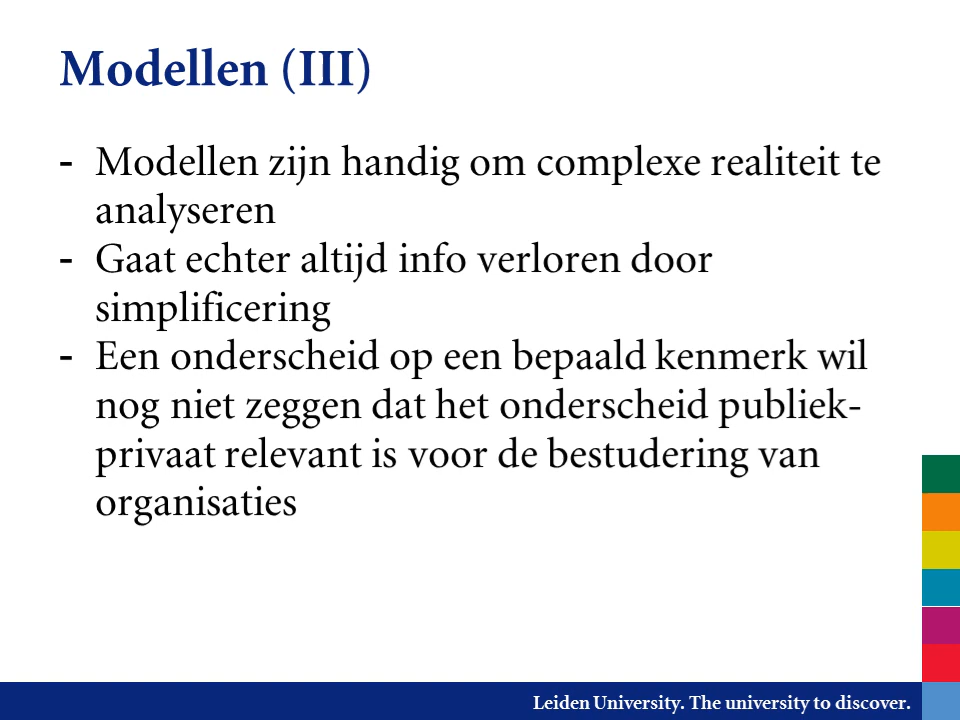 Modellen (III)
- Modellen zijn handig om complexe realiteit te
analyseren
- Gaat echter altijd info verloren door
simplificering
- Een onderscheid op een bepaald kenmerk wil
nog niet zeggen dat het onderscheid publiek-
privaat relevant is voor de bestudering van
organisaties
Leiden University. The university to discover.